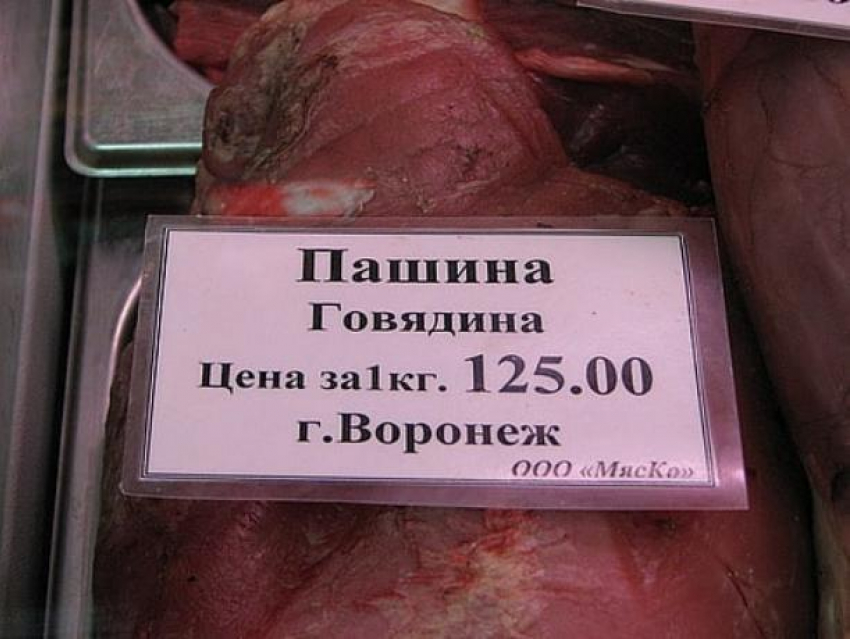 Пашина
Говядина
Цена за1кг. 125.00
г.Воронеж
ООО «МясКо»